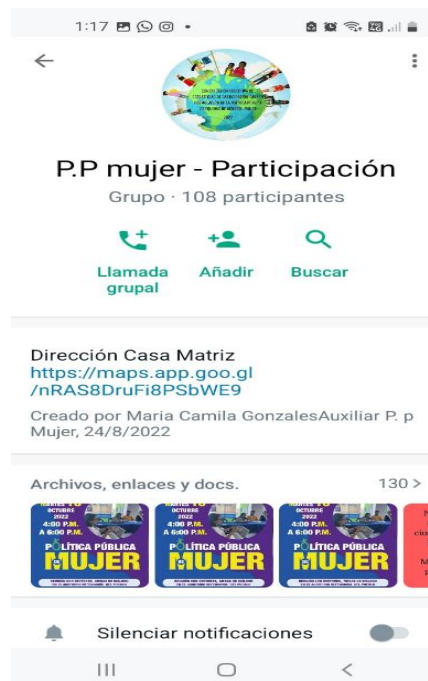 1:17
P.P mujer - Participación
Grupo · 108 participantes
Llamada
grupal
Añadir
Buscar
Dirección Casa Matriz
https://maps.app.goo.gl
/nRAS8DruFi8PSbWE9
Creado por Maria Camila GonzalesAuxiliar P. p
Mujer, 24/8/2022
Archivos, enlaces y docs.
130 >
OCTUBRE
2022
4:00 P.M.
A 6:00 P.M.
POLÍTICA PÚBLICA
MUJER
OCTUBRE
2022
4:00 P.M.
A 6:00 P.M.
POLÍTICA PÚBLICA
MUJER
OCTUBRE
2022
4:00 P.M.
A 6:00 P.M.
POLÍTICA PÚBLICA
MUJER
Silenciar notificaciones